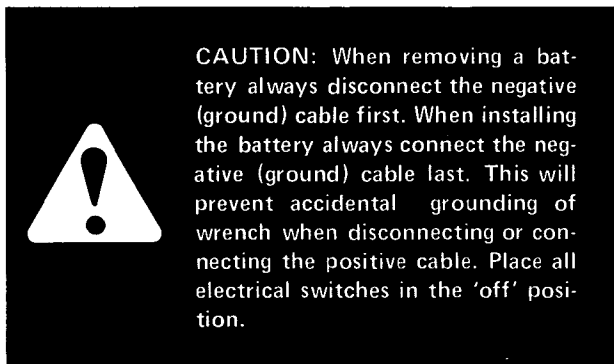 CAUTION: When removing a bat-
tery always disconnect the negative
(ground) cable first. When installing
the battery always connect the neg-
ative (ground) cable last. This will
prevent accidental grounding of
wrench when disconnecting or con-
necting the positive cable. Place all
electrical switches in the 'off' posi-
tion.